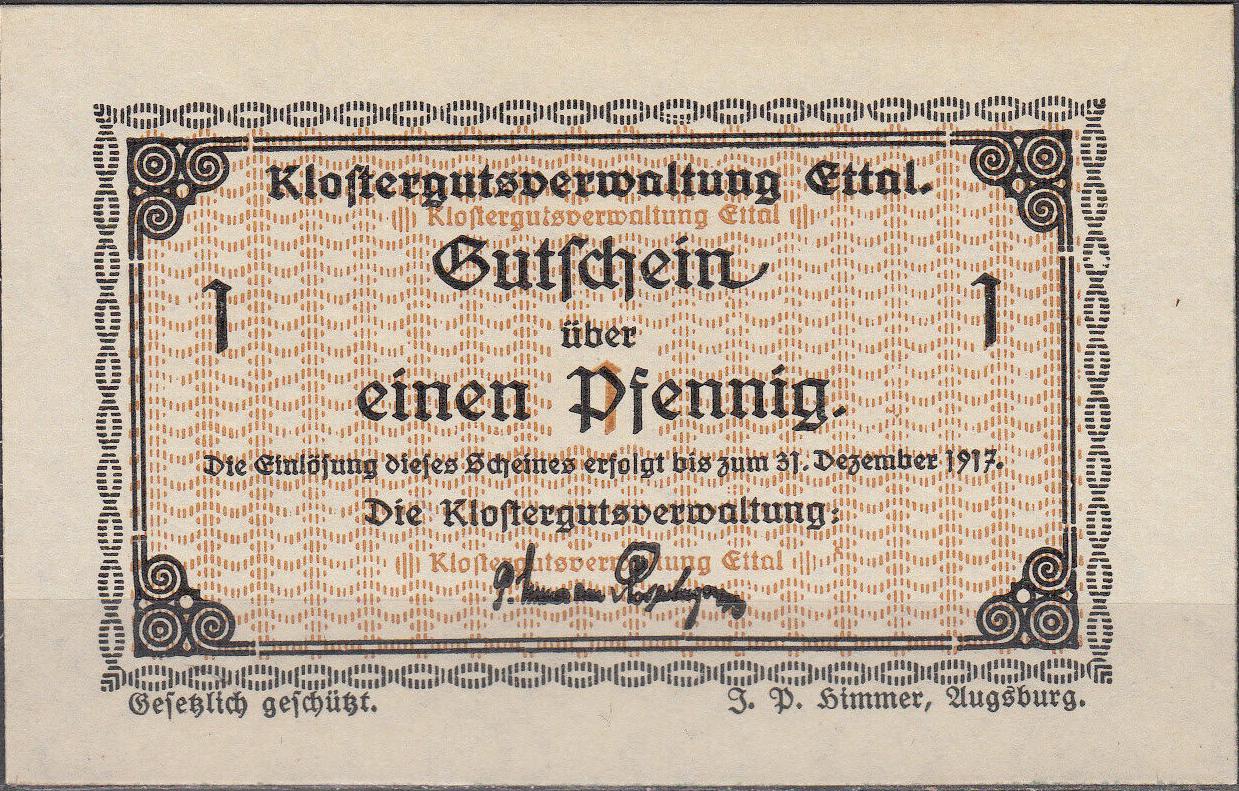 Klostergutsverwaltung Ettal.
Klostergutsverwaltung Ettal
Gutschein
1 1
über
einen Pfennig.
1
Die Einlösung dieses Scheines erfolgt bis zum 31. Dezember 1917.
Die Klostergutsverwaltung:
Klostergutsverwaltung Ettal
P.
Gesetzlich geschützt.
J. P. Himmer, Augsburg.